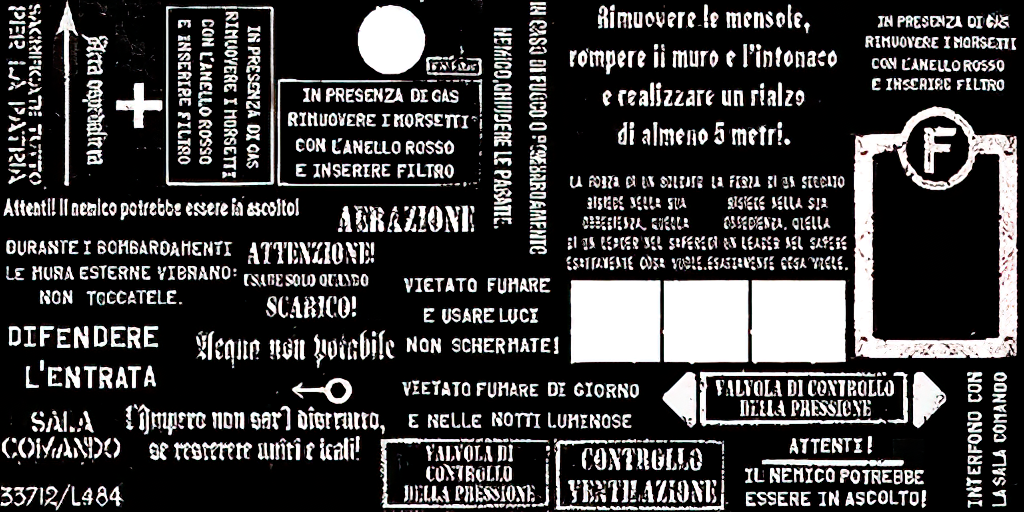 SACRIFICATE TUTTO
PER LA PATRIA
Area ospedaliera
IN PRESENZA DI GAS
RIMUOVERE I MORSETTI
CON L'ANELLO ROSSO
E INSERIRE FILTRO
IN PRESENZA DI GAS
RIMUOVERE I MORSETTI
CON L'ANELLO ROSSO
E INSERIRE FILTRO
IN CASO DI FUOCO O BOMBARDAMENTO
NEMICO, CHIUDERE LE PARATIE.
Rimuovere le mensole,
rompere il muro e l'intonaco
e realizzare un rialzo
di almeno 5 metri.
IN PRESENZA DI GAS
RIMUOVERE I MORSETTI
CON L'ANELLO ROSSO
E INSERIRE FILTRO
F
Attenti! Il nemico potrebbe essere in ascolto!
AERAZIONE
LA FORZA DI UN SOLDATO LA FORZA DI UN SOLDATO
RISIEDE NELLA SUA RISIEDE NELLA SUA
OBBEDIENZA, QUELLA OBBEDIENZA, QUELLA
DI UN LEADER NEL SAPERE DI UN LEADER NEL SAPERE
ESATTAMENTE COSA VUOLE. ESATTAMENTE COSA VUOLE.
DURANTE I BOMBARDAMENTI
LE MURA ESTERNE VIBRANO:
NON TOCCATELE.
ATTENZIONE!
USARE SOLO QUANDO
SCARICO!
VIETATO FUMARE
E USARE LUCI
NON SCHERMATE!
DIFENDERE
L'ENTRATA
Acqua non potabile
VIETATO FUMARE DI GIORNO
E NELLE NOTTI LUMINOSE
VALVOLA DI CONTROLLO
DELLA PRESSIONE
SALA
COMANDO
L'Impero non sarà distrutto,
se resterete uniti e leali!
VALVOLA DI
CONTROLLO
DELLA PRESSIONE
CONTROLLO
VENTILAZIONE
ATTENTI!
IL NEMICO POTREBBE
ESSERE IN ASCOLTO!
INTERFONO CON
LA SALA COMANDO
33712/L484